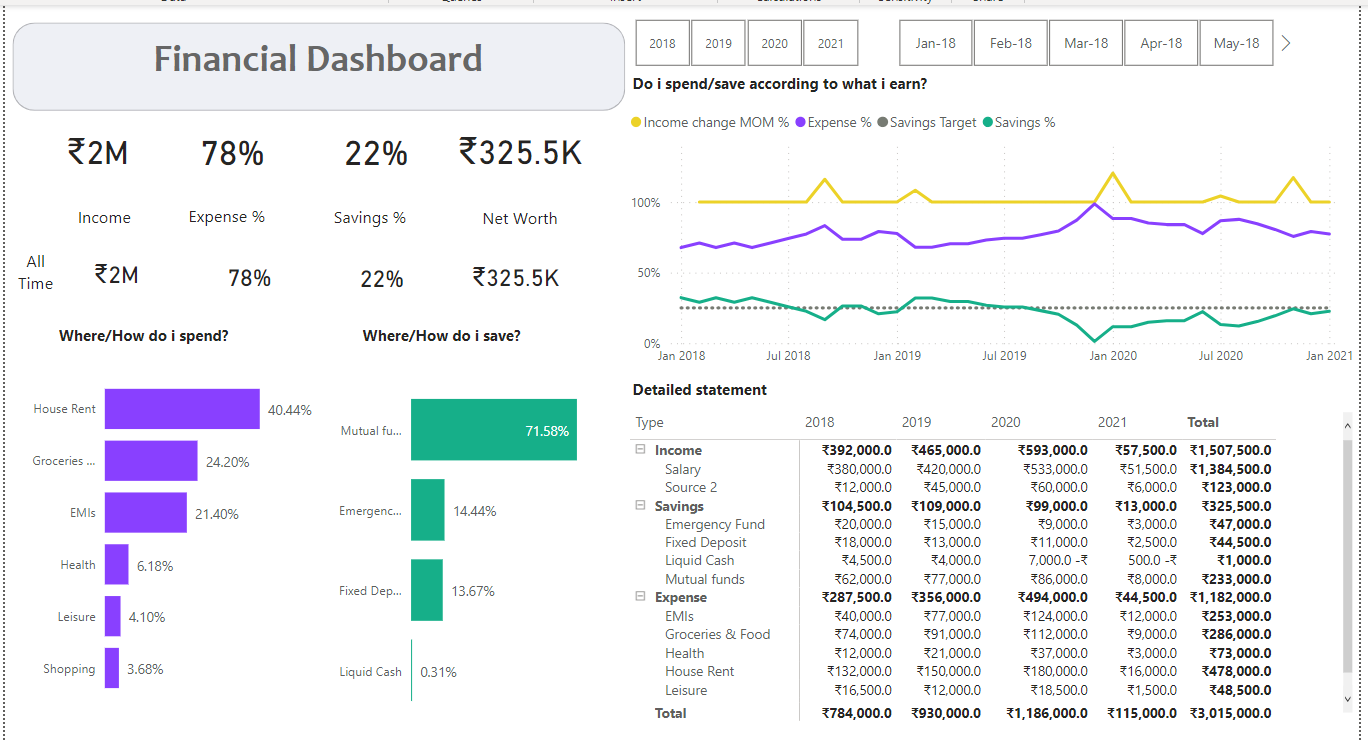 Financial Dashboard
2018 2019 2020 2021 Jan-18 Feb-18 Mar-18 Apr-18 May-18
₹2M 78% 22% ₹325.5K
Income Expense % Savings % Net Worth
All
Time
₹2M 78% 22% ₹325.5K
Where/How do i spend?
House Rent 40.44%
Groceries ... 24.20%
EMIs 21.40%
Health 6.18%
Leisure 4.10%
Shopping 3.68%
Where/How do i save?
Mutual fu... 71.58%
Emergenc... 14.44%
Fixed Dep... 13.67%
Liquid Cash 0.31%
Do i spend/save according to what i earn?
Income change MOM % Expense % Savings Target Savings %
100%
50%
0%
Jan 2018 Jul 2018 Jan 2019 Jul 2019 Jan 2020 Jul 2020 Jan 2021
Detailed statement
Type 2018 2019 2020 2021 Total
Income ₹392,000.0 ₹465,000.0 ₹593,000.0 ₹57,500.0 ₹1,507,500.0
Salary ₹380,000.0 ₹420,000.0 ₹533,000.0 ₹51,500.0 ₹1,384,500.0
Source 2 ₹12,000.0 ₹45,000.0 ₹60,000.0 ₹6,000.0 ₹123,000.0
Savings ₹104,500.0 ₹109,000.0 ₹99,000.0 ₹13,000.0 ₹325,500.0
Emergency Fund ₹20,000.0 ₹15,000.0 ₹9,000.0 ₹3,000.0 ₹47,000.0
Fixed Deposit ₹18,000.0 ₹13,000.0 ₹11,000.0 ₹2,500.0 ₹44,500.0
Liquid Cash ₹4,500.0 ₹4,000.0 7,000.0 -₹ 500.0 -₹ ₹1,000.0
Mutual funds ₹62,000.0 ₹77,000.0 ₹86,000.0 ₹8,000.0 ₹233,000.0
Expense ₹287,500.0 ₹356,000.0 ₹494,000.0 ₹44,500.0 ₹1,182,000.0
EMIs ₹40,000.0 ₹77,000.0 ₹124,000.0 ₹12,000.0 ₹253,000.0
Groceries & Food ₹74,000.0 ₹91,000.0 ₹112,000.0 ₹9,000.0 ₹286,000.0
Health ₹12,000.0 ₹21,000.0 ₹37,000.0 ₹3,000.0 ₹73,000.0
House Rent ₹132,000.0 ₹150,000.0 ₹180,000.0 ₹16,000.0 ₹478,000.0
Leisure ₹16,500.0 ₹12,000.0 ₹18,500.0 ₹1,500.0 ₹48,500.0
Total ₹784,000.0 ₹930,000.0 ₹1,186,000.0 ₹115,000.0 ₹3,015,000.0